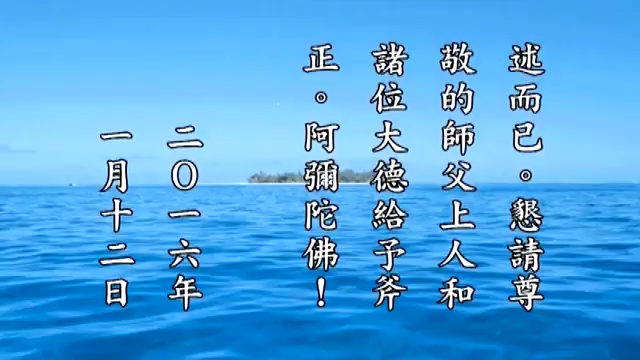 述而已。懇請尊
敬的師父上人和
諸位大德給予斧
正。阿彌陀佛！
二〇一六年
一月十二日